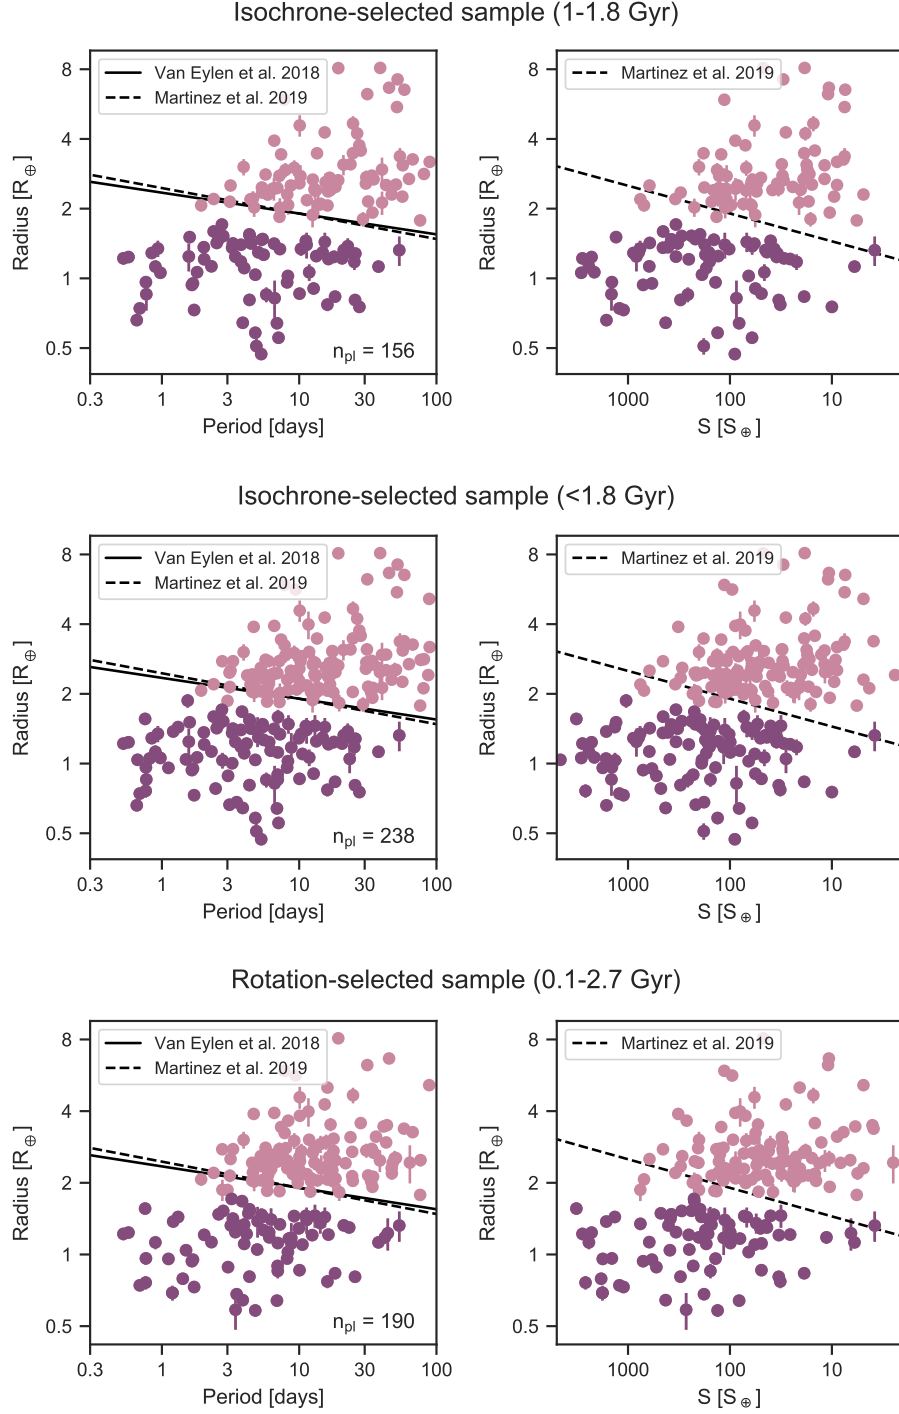 Isochrone-selected sample (1-1.8 Gyr)
Van Eylen et al. 2018
Martinez et al. 2019
Martinez et al. 2019
8
4
2
1
0.5
Radius [R⊕]
n_pl = 156
0.3 1 3 10 30 100
Period [days]
8
4
2
1
0.5
Radius [R⊕]
1000 100 10
S [S⊕]
Isochrone-selected sample (<1.8 Gyr)
Van Eylen et al. 2018
Martinez et al. 2019
Martinez et al. 2019
8
4
2
1
0.5
Radius [R⊕]
n_pl = 238
0.3 1 3 10 30 100
Period [days]
8
4
2
1
0.5
Radius [R⊕]
1000 100 10
S [S⊕]
Rotation-selected sample (0.1-2.7 Gyr)
Van Eylen et al. 2018
Martinez et al. 2019
Martinez et al. 2019
8
4
2
1
0.5
Radius [R⊕]
n_pl = 190
0.3 1 3 10 30 100
Period [days]
8
4
2
1
0.5
Radius [R⊕]
1000 100 10
S [S⊕]